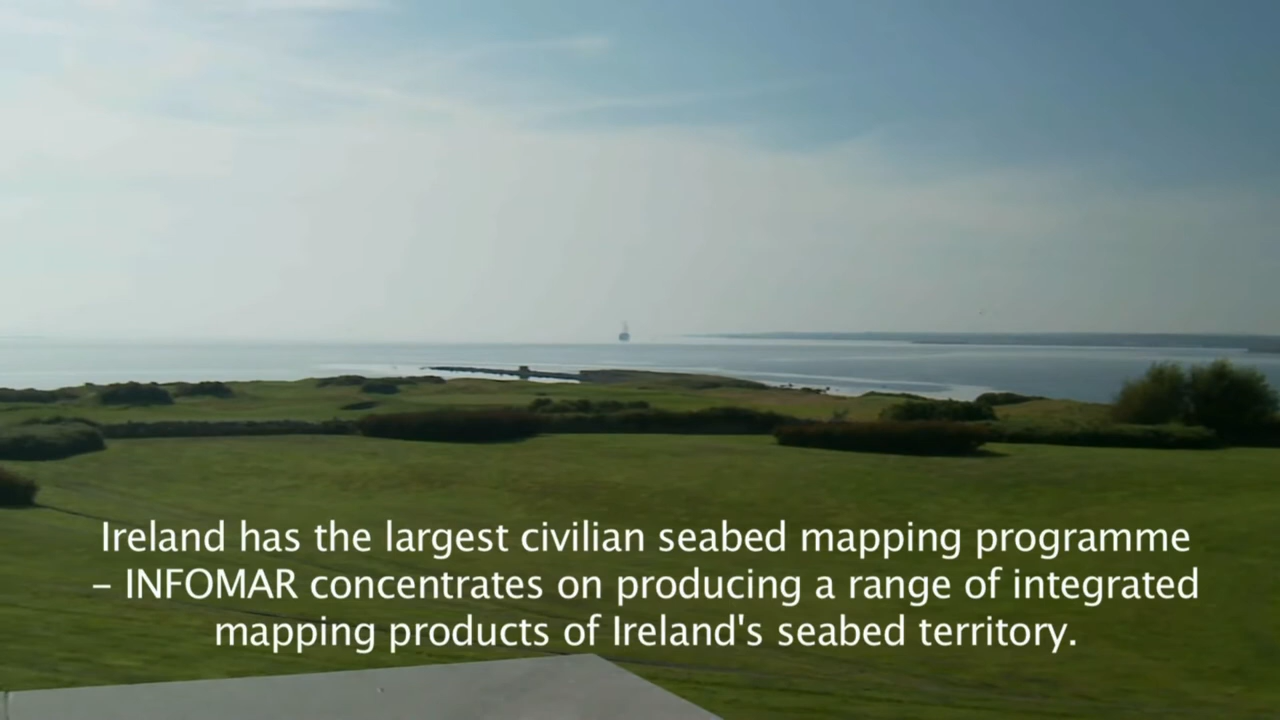 Ireland has the largest civilian seabed mapping programme
– INFOMAR concentrates on producing a range of integrated
mapping products of Ireland's seabed territory.